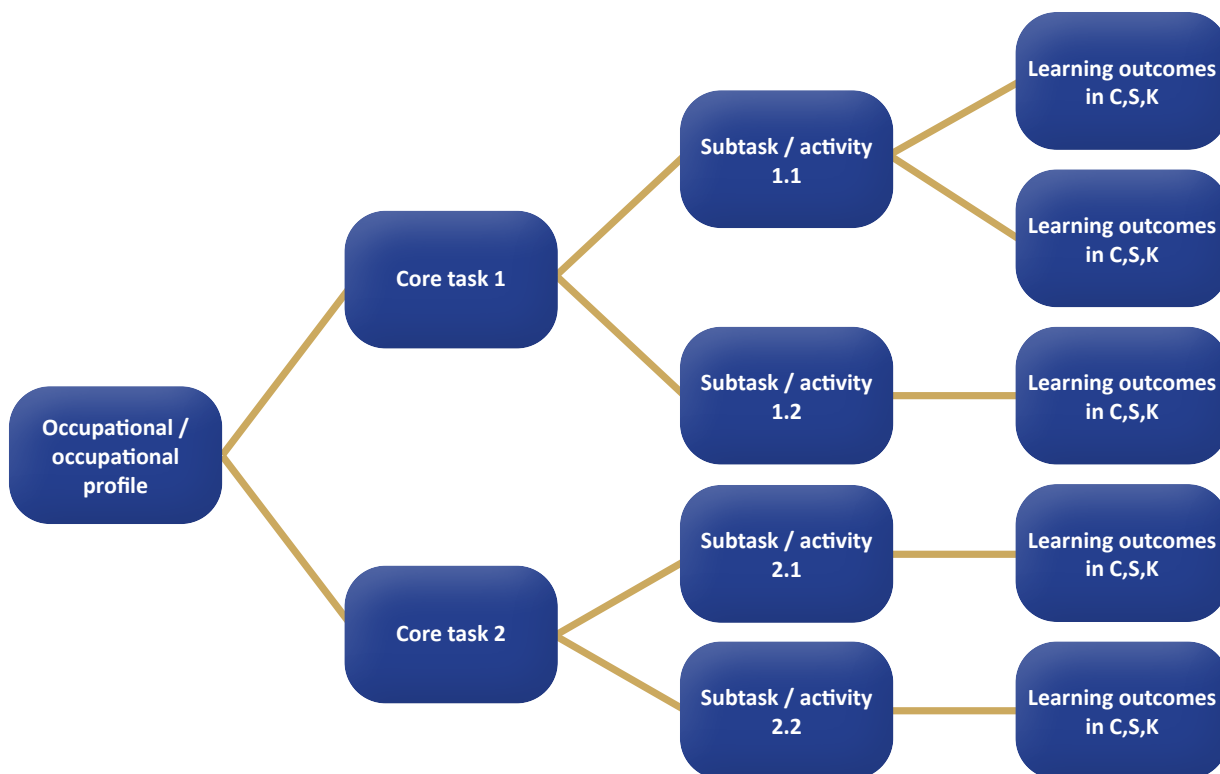 Occupational /
occupational
profile
Core task 1
Core task 2
Subtask / activity
1.1
Subtask / activity
1.2
Subtask / activity
2.1
Subtask / activity
2.2
Learning outcomes
in C,S,K
Learning outcomes
in C,S,K
Learning outcomes
in C,S,K
Learning outcomes
in C,S,K
Learning outcomes
in C,S,K